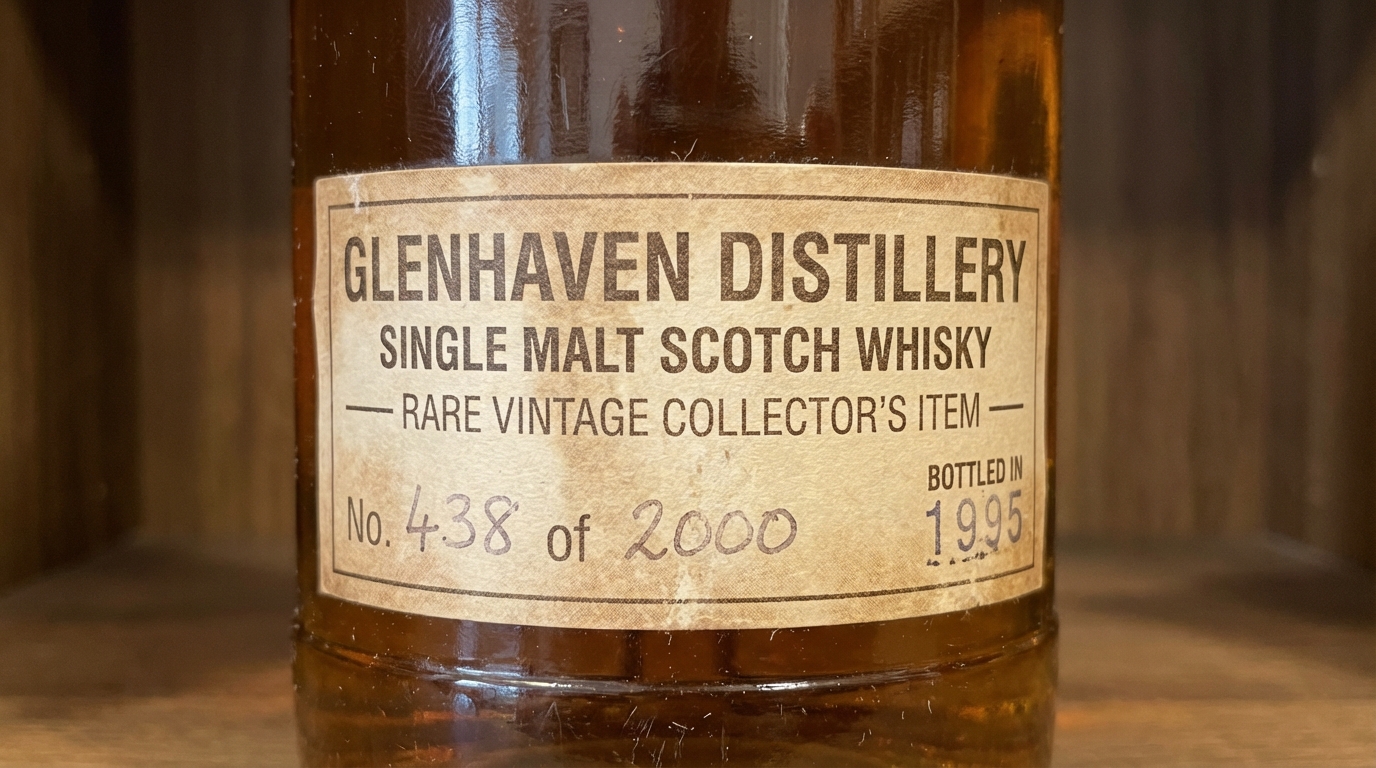 GLENHAVEN DISTILLERY
SINGLE MALT SCOTCH WHISKY
— RARE VINTAGE COLLECTOR'S ITEM —
No. 438 of 2000
BOTTLED IN
1995